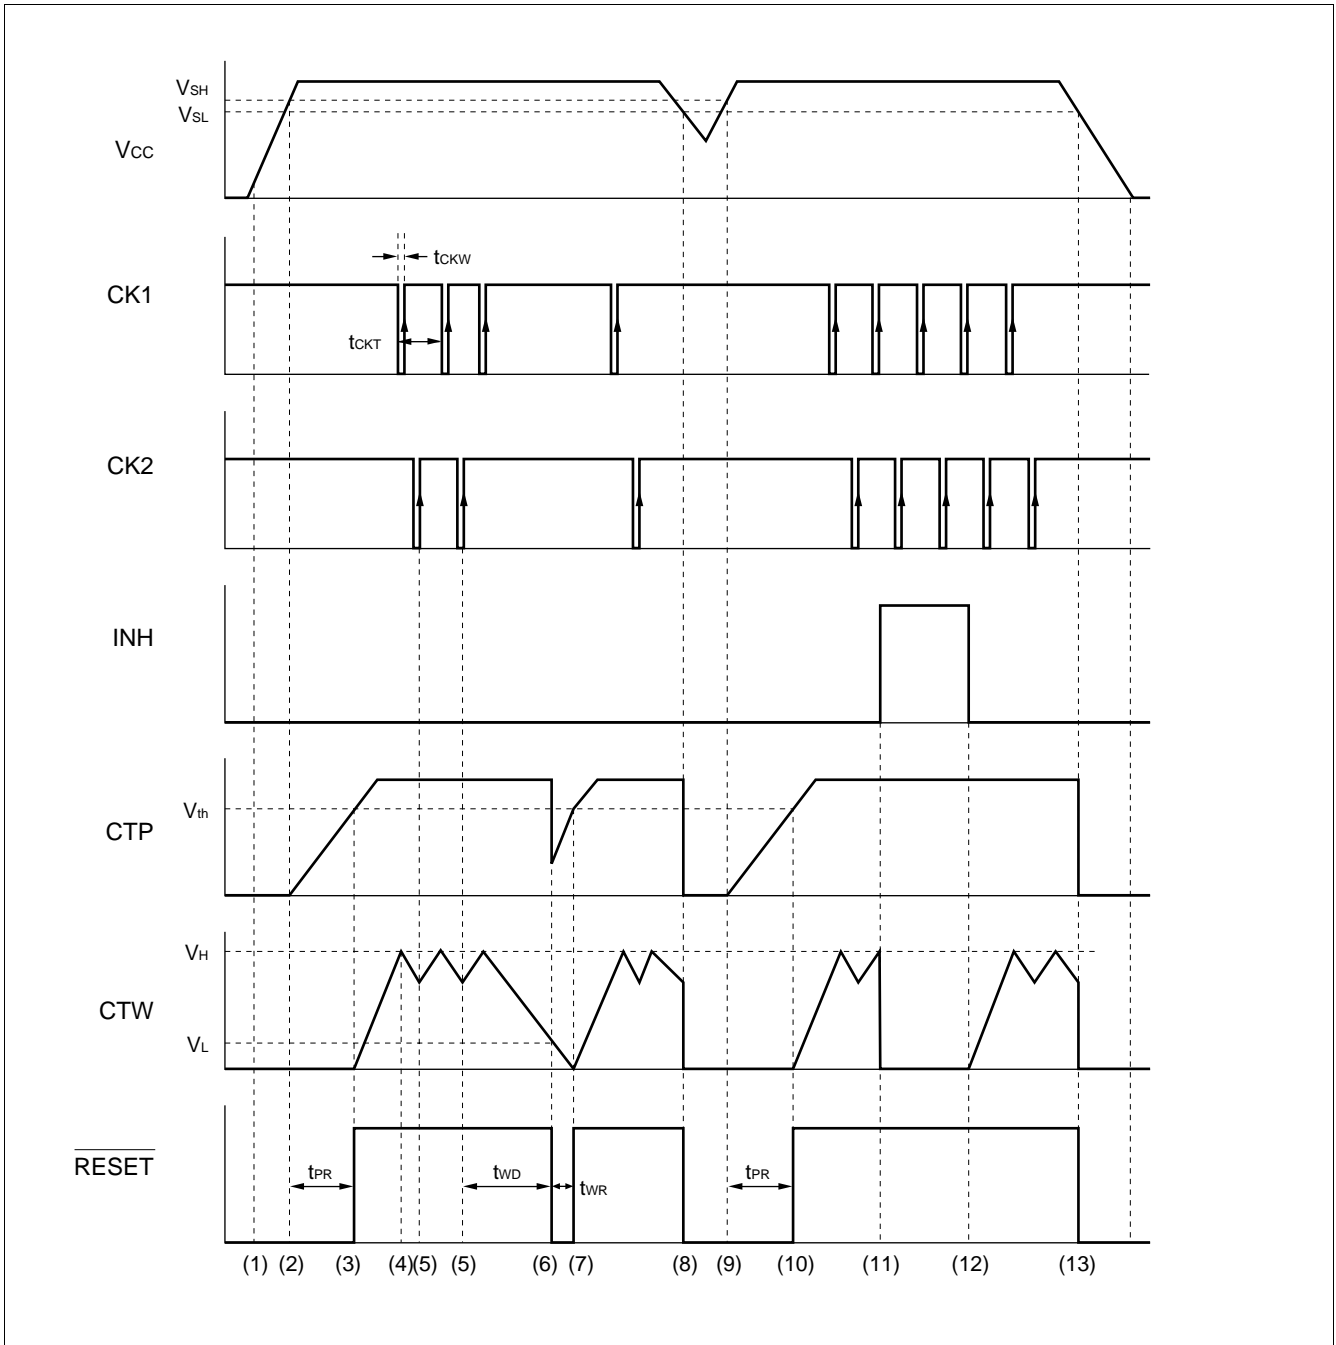 VSH
VSL
VCC
tCKW
CK1
tCKT
CK2
INH
Vth
CTP
VH
CTW
VL
RESET
tPR
tWD
tWR
tPR
(1) (2) (3) (4)(5) (5) (6) (7) (8) (9) (10) (11) (12) (13)